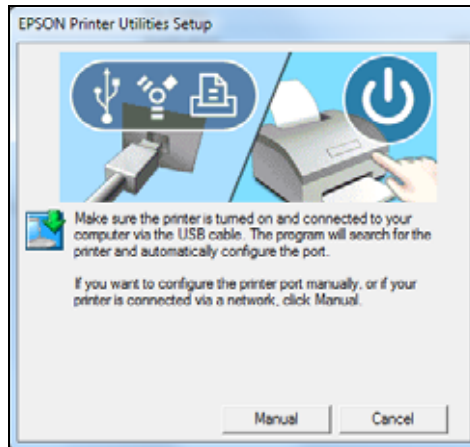 EPSON Printer Utilities Setup
Make sure the printer is turned on and connected to your
computer via the USB cable. The program will search for the
printer and automatically configure the port.
If you want to configure the printer port manually, or if your
printer is connected via a network, click Manual.
Manual
Cancel